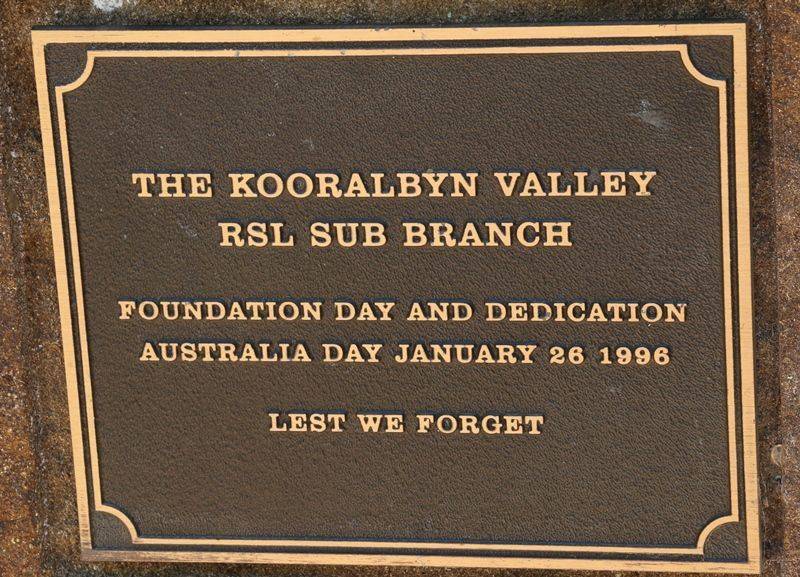 THE KOORALBYN VALLEY
RSL SUB BRANCH
FOUNDATION DAY AND DEDICATION
AUSTRALIA DAY JANUARY 26 1996
LEST WE FORGET